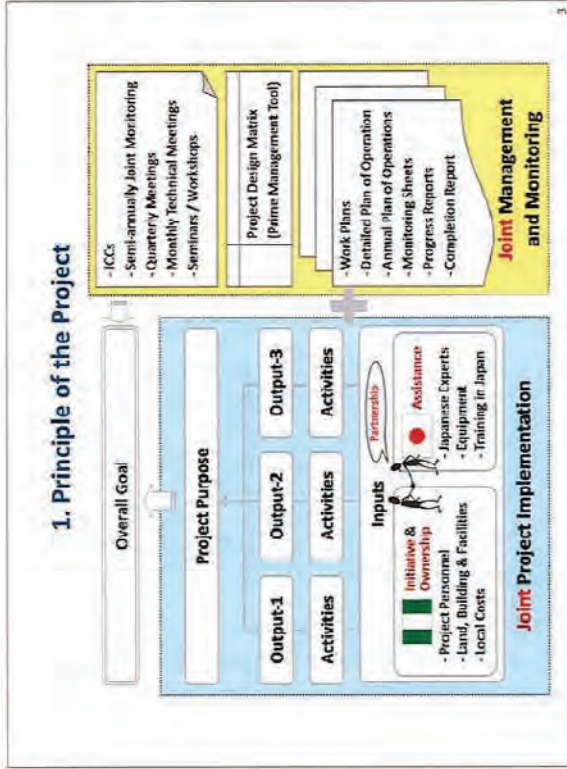 1. Principle of the Project
Overall Goal
Project Purpose
Output-1
Output-2
Output-3
Activities
Activities
Activities
Inputs
Partnership
Initiative &
Ownership
- Project Personnel
- Land, Building & Facilities
- Local Costs
Assistance
- Japanese Experts
- Equipment
- Training in Japan
Joint Project Implementation
- JCCs
- Semi-annually Joint Monitoring
- Quarterly Meetings
- Monthly Technical Meetings
- Seminars / Workshops
Project Design Matrix
(Prime Management Tool)
- Work Plans
- Detailed Plan of Operation
- Annual Plan of Operations
- Monitoring Sheets
- Progress Reports
- Completion Report
Joint Management
and Monitoring
3